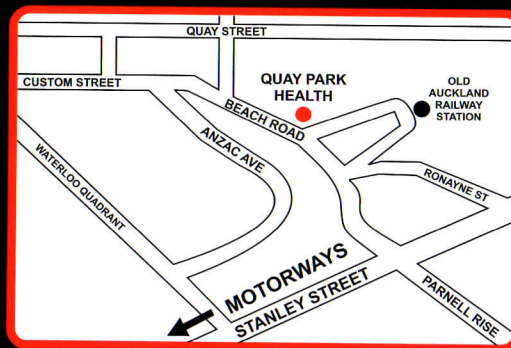 QUAY STREET
CUSTOM STREET
QUAY PARK
HEALTH
OLD
AUCKLAND
RAILWAY
STATION
BEACH ROAD
ANZAC AVE
WATERLOO QUADRANT
RONAYNE ST
MOTORWAYS
STANLEY STREET
PARNELL RISE